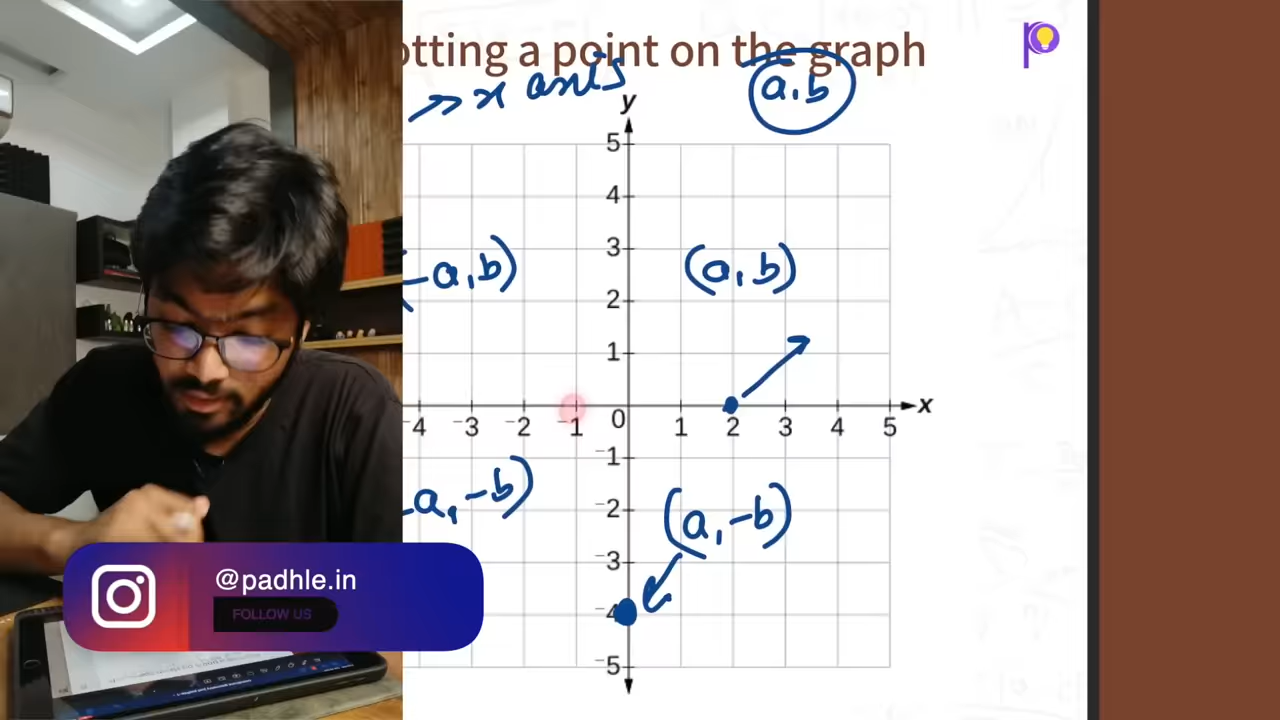 otting a point on the graph
x axis
a,b
y
5
4
3
2
1
0
-4 -3 -2 -1 1 2 3 4 5
x
-1
-2
-3
-4
-5
(-a, b)
(a, b)
-a, -b)
(a, -b)
@padhle.in
FOLLOW US